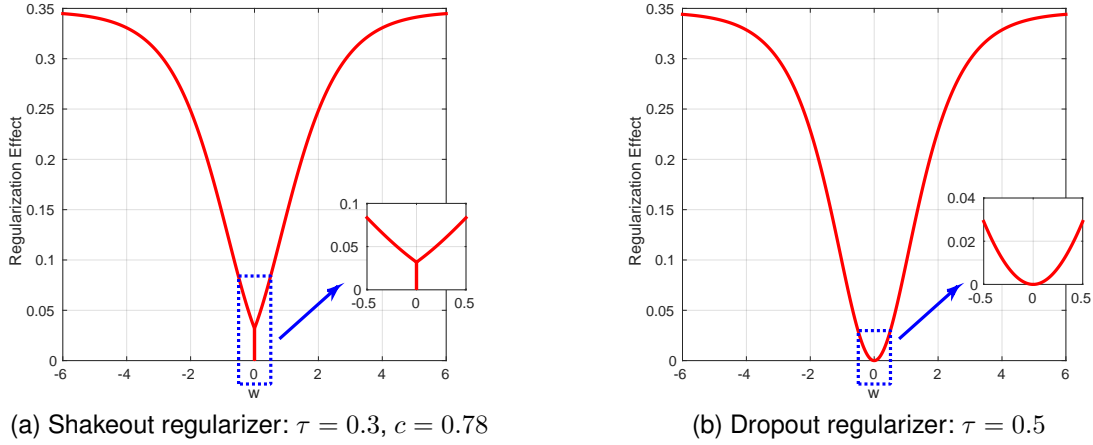 0.35
0.3
0.25
0.2
0.15
0.1
0.05
0
Regularization Effect
-6 -4 -2 0 2 4 6
w
0.1
0.05
0
-0.5 0 0.5
(a) Shakeout regularizer: τ = 0.3, c = 0.78
0.35
0.3
0.25
0.2
0.15
0.1
0.05
0
Regularization Effect
-6 -4 -2 0 2 4 6
w
0.04
0.02
0
-0.5 0 0.5
(b) Dropout regularizer: τ = 0.5